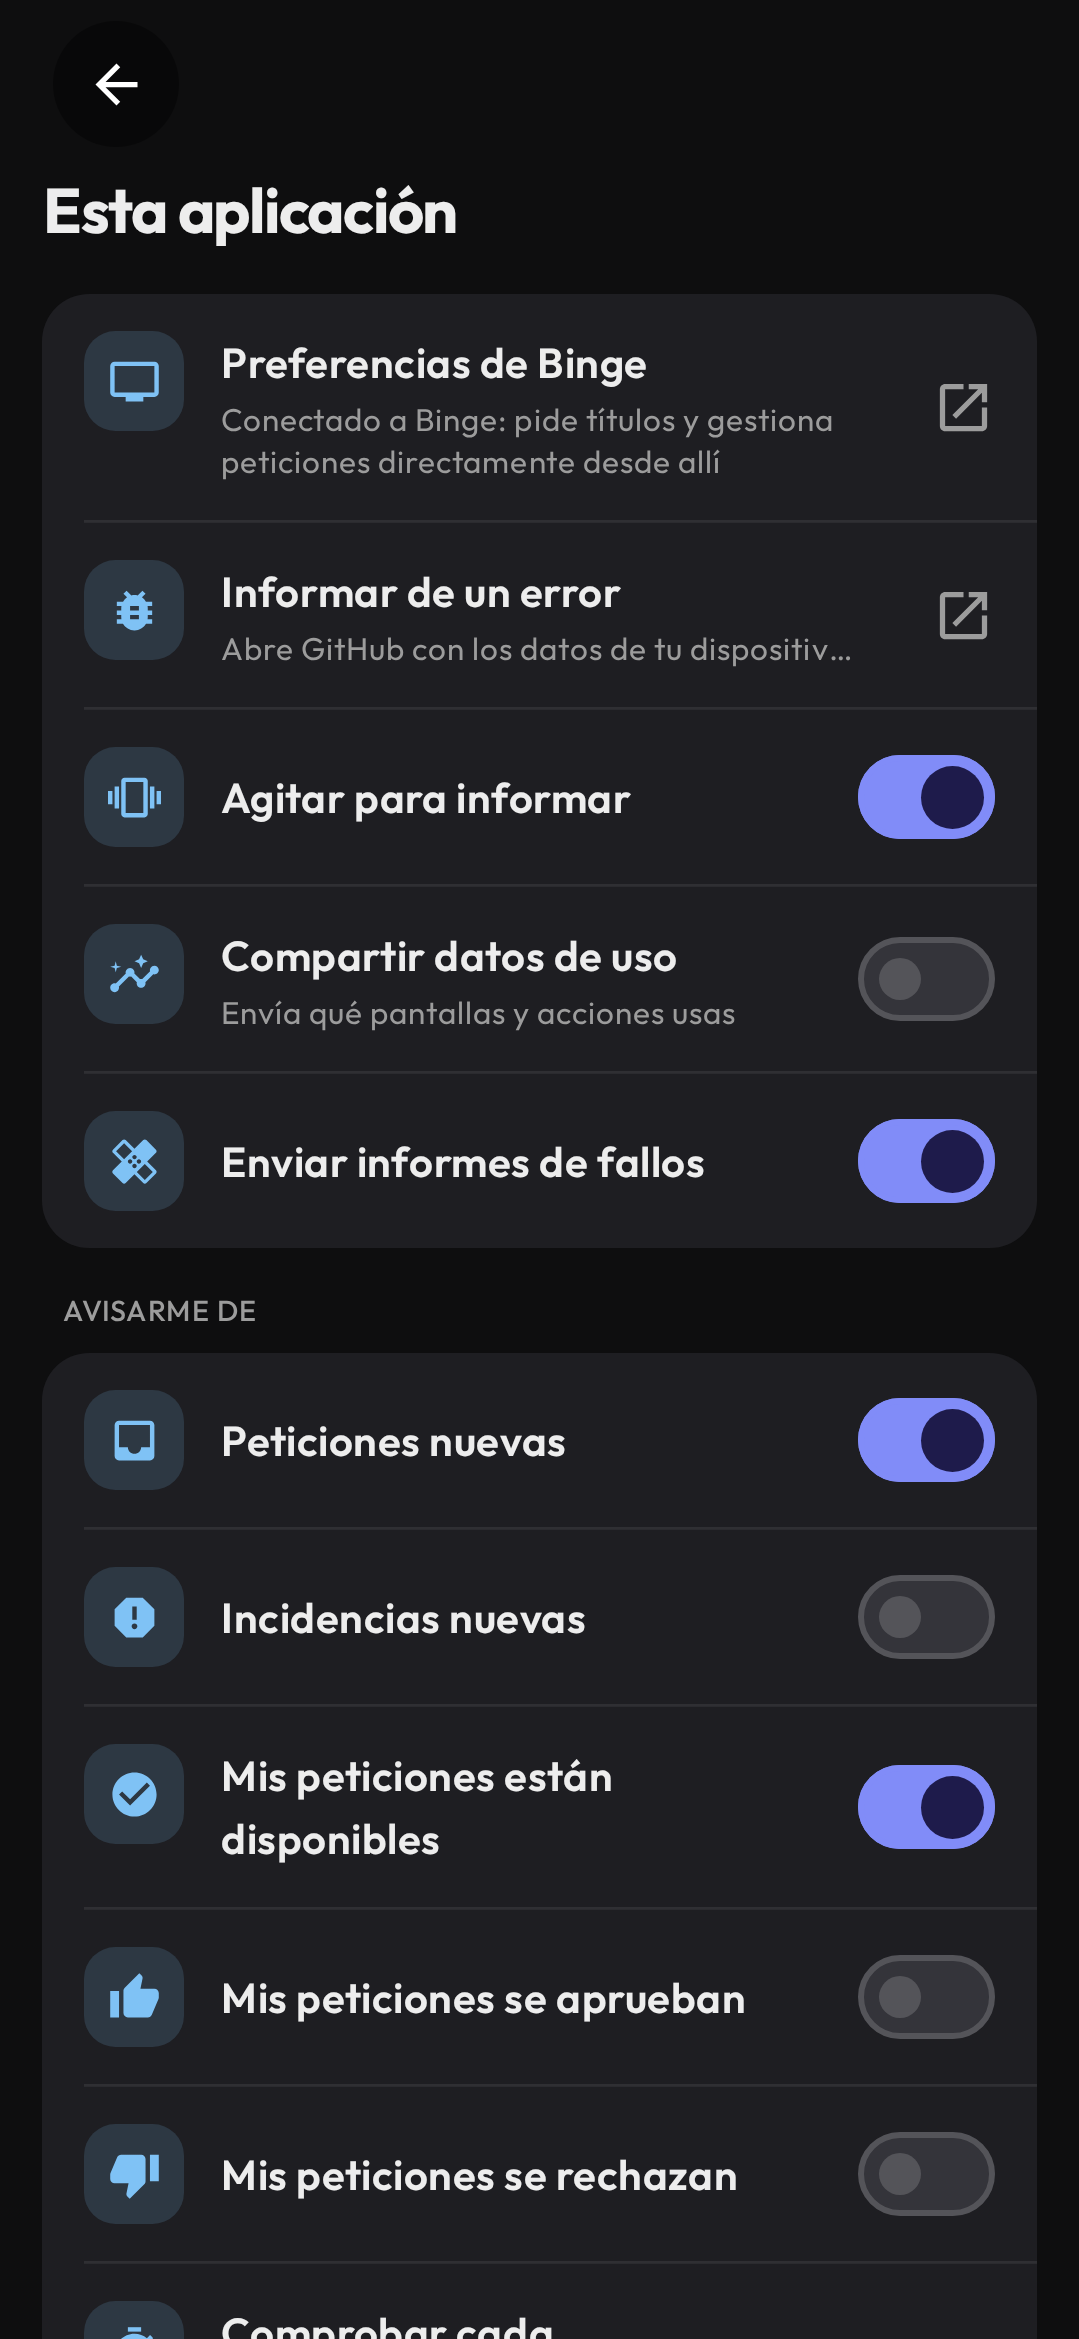 Esta aplicación
Preferencias de Binge
Conectado a Binge: pide títulos y gestiona
peticiones directamente desde allí
Informar de un error
Abre GitHub con los datos de tu dispositiv...
Agitar para informar
Compartir datos de uso
Envía qué pantallas y acciones usas
Enviar informes de fallos
AVISARME DE
Peticiones nuevas
Incidencias nuevas
Mis peticiones están
disponibles
Mis peticiones se aprueban
Mis peticiones se rechazan
Comprobar cada